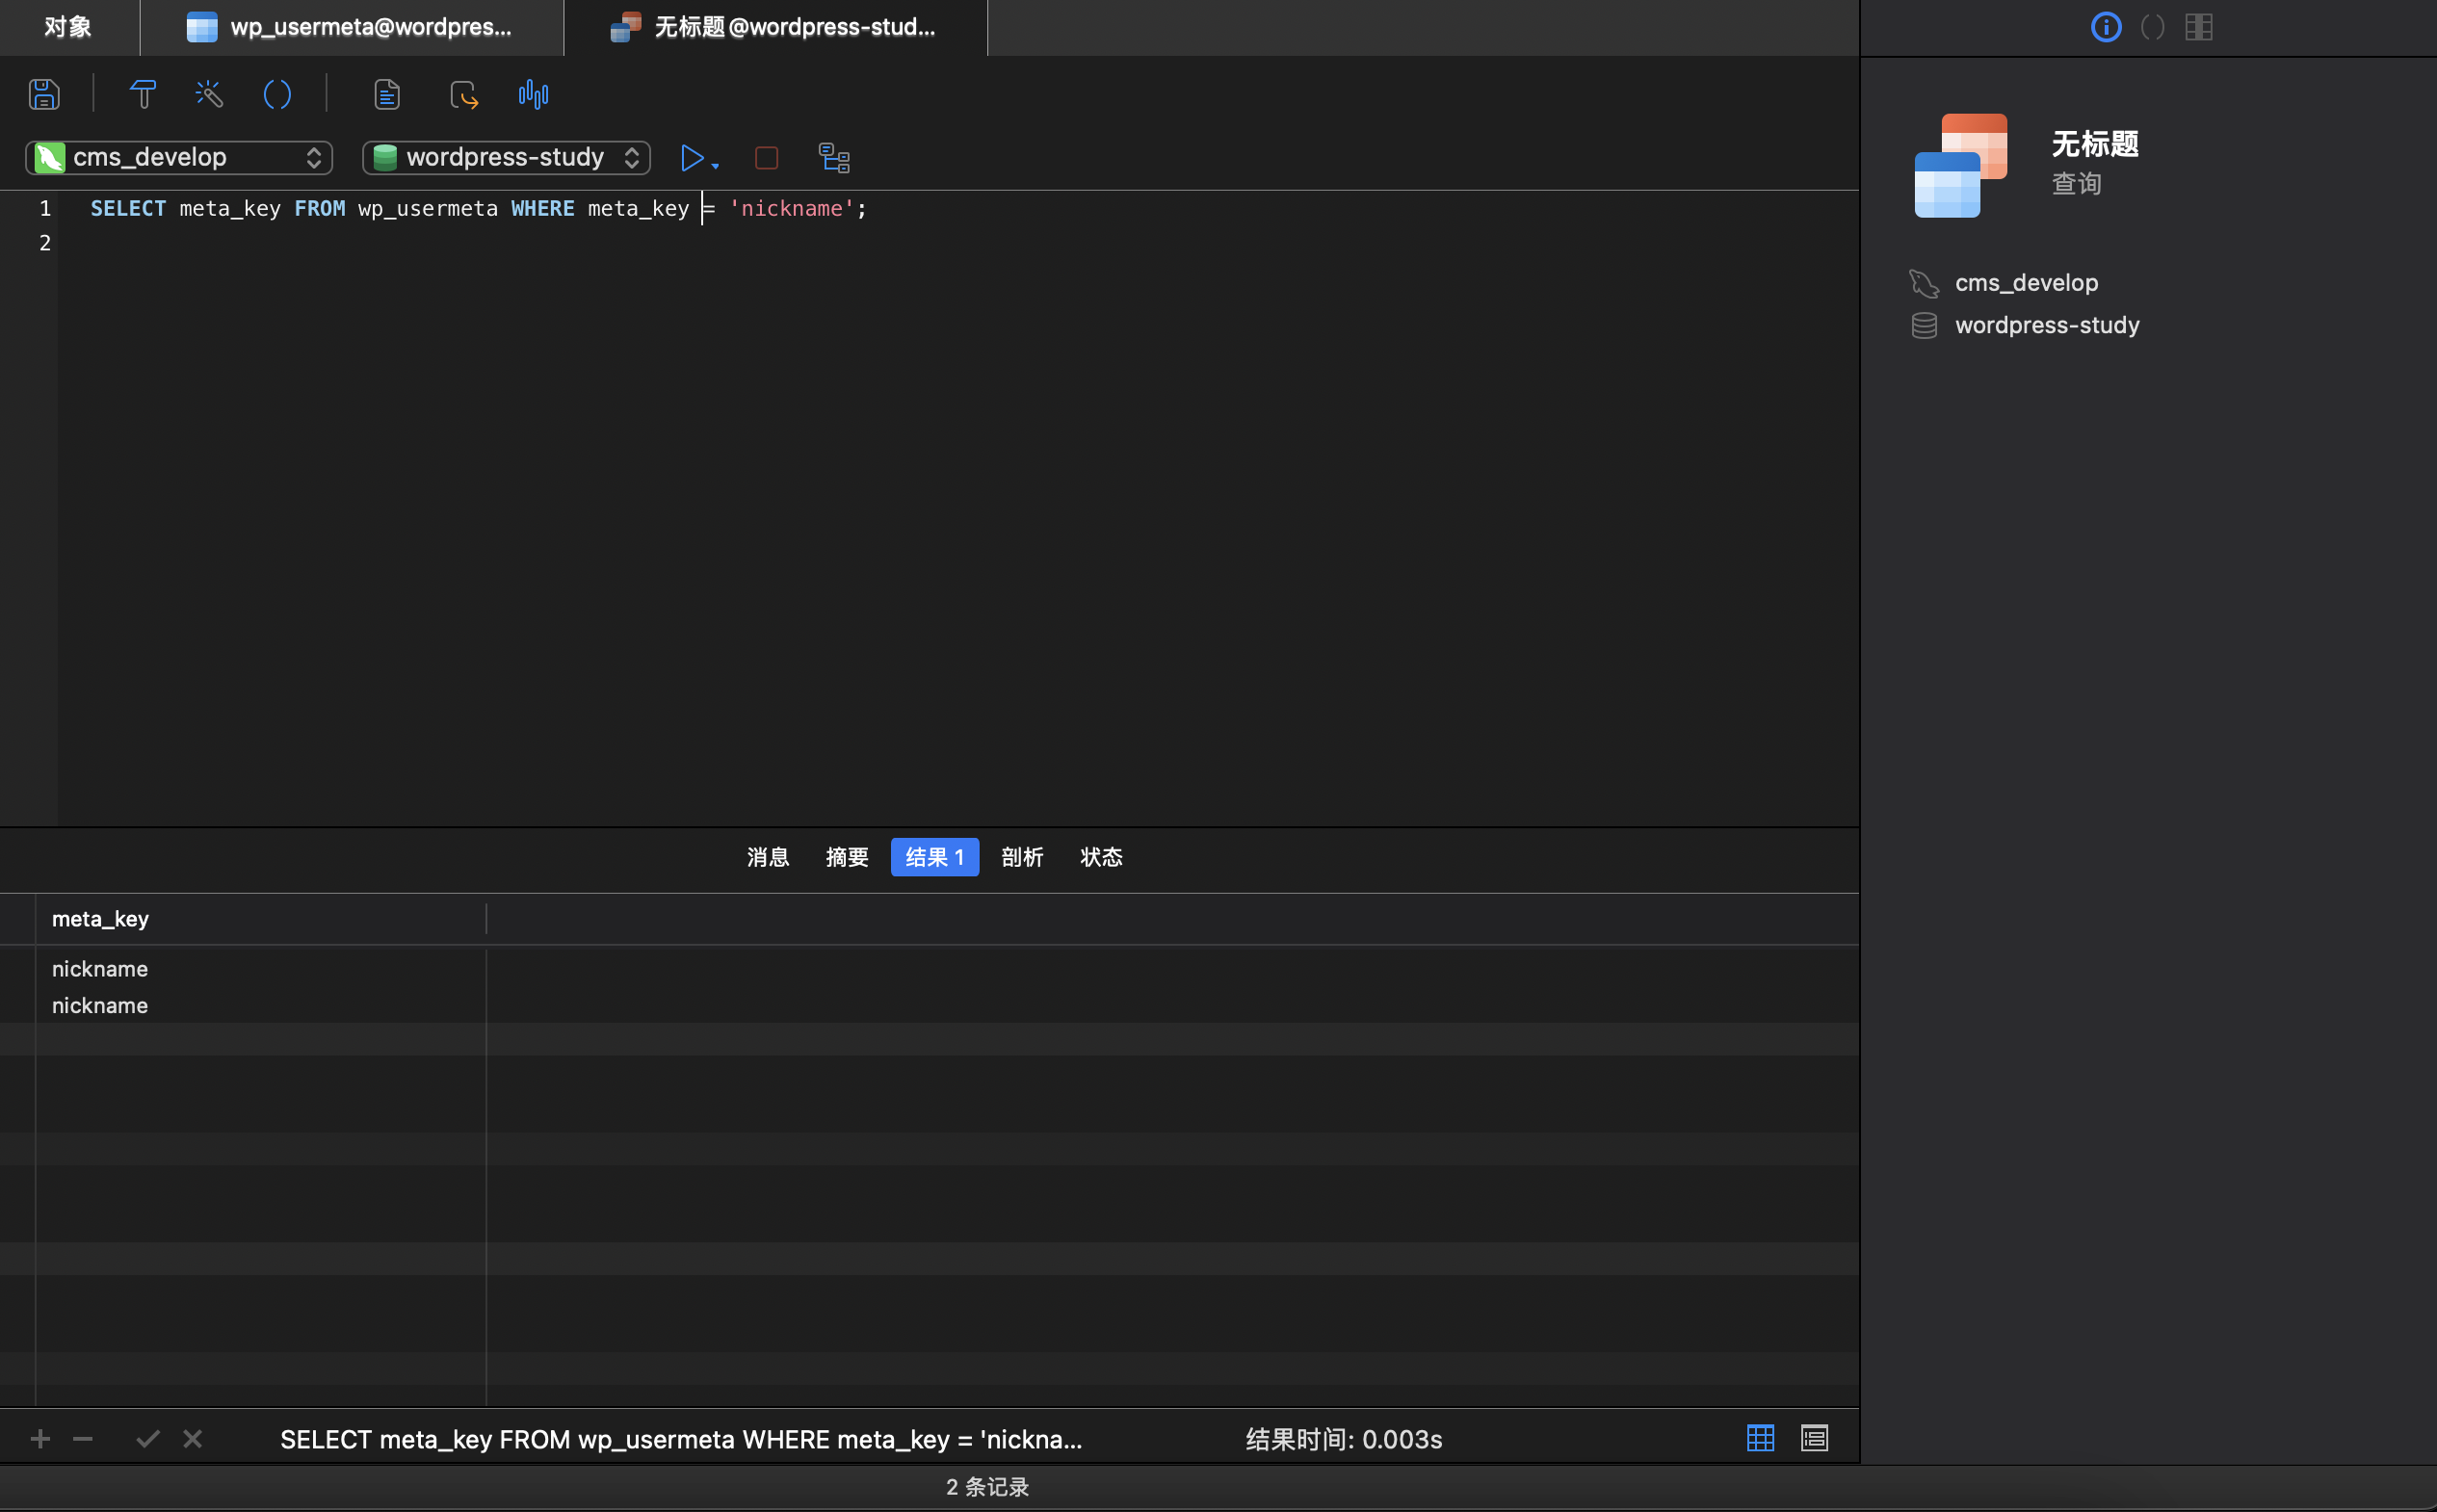 对象
wp_usermeta@wordpres...
无标题@wordpress-stud...
cms_develop
wordpress-study
1 SELECT meta_key FROM wp_usermeta WHERE meta_key = 'nickname';
2
消息 摘要 结果 1 剖析 状态
meta_key
nickname
nickname
SELECT meta_key FROM wp_usermeta WHERE meta_key = 'nickna...
结果时间: 0.003s
2 条记录
无标题
查询
cms_develop
wordpress-study